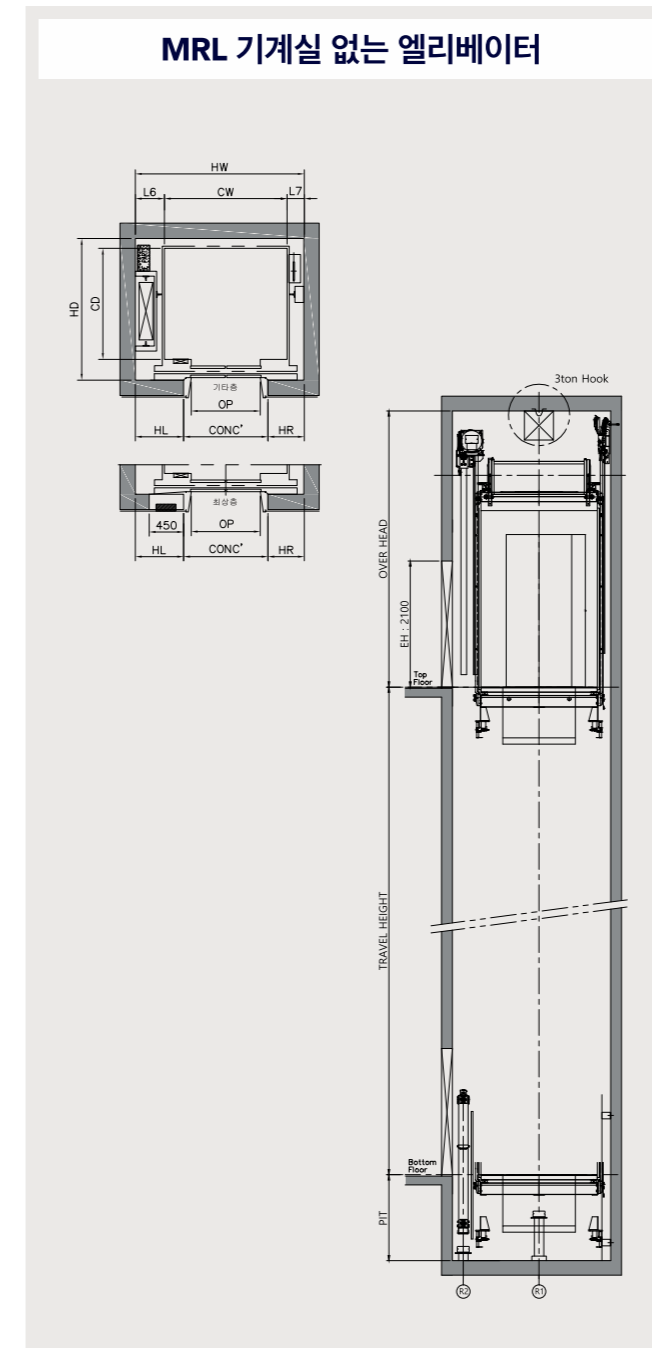 MRL 기계실 없는 엘리베이터
HW
L6 CW L7
HD
CD
기타층
OP
HL CONC' HR
최상층
450 OP
HL CONC' HR
3ton Hook
OVER HEAD
EH : 2100
Top
Floor
TRAVEL HEIGHT
Bottom
Floor
PIT
R2 R1